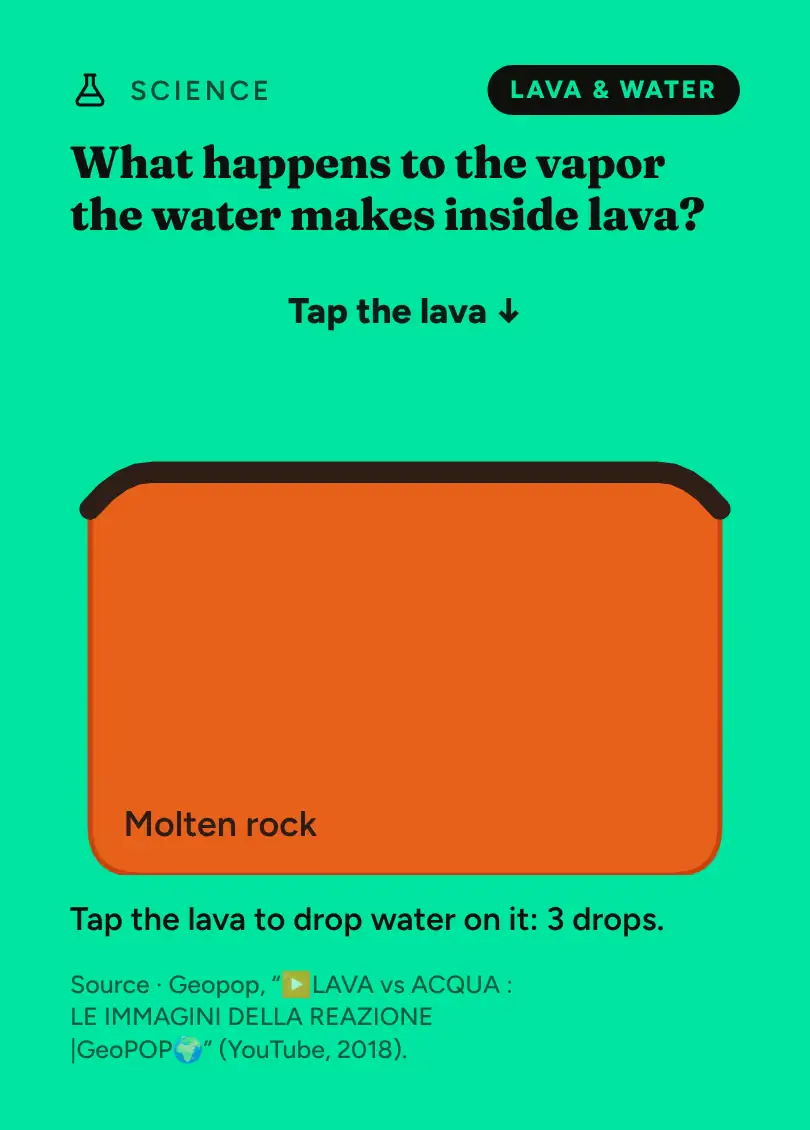 SCIENCE
LAVA & WATER
What happens to the vapor
the water makes inside lava?
Tap the lava ↓
Molten rock
Tap the lava to drop water on it: 3 drops.
Source · Geopop, “▶️LAVA vs ACQUA :
LE IMMAGINI DELLA REAZIONE
|GeoPOP🌍” (YouTube, 2018).